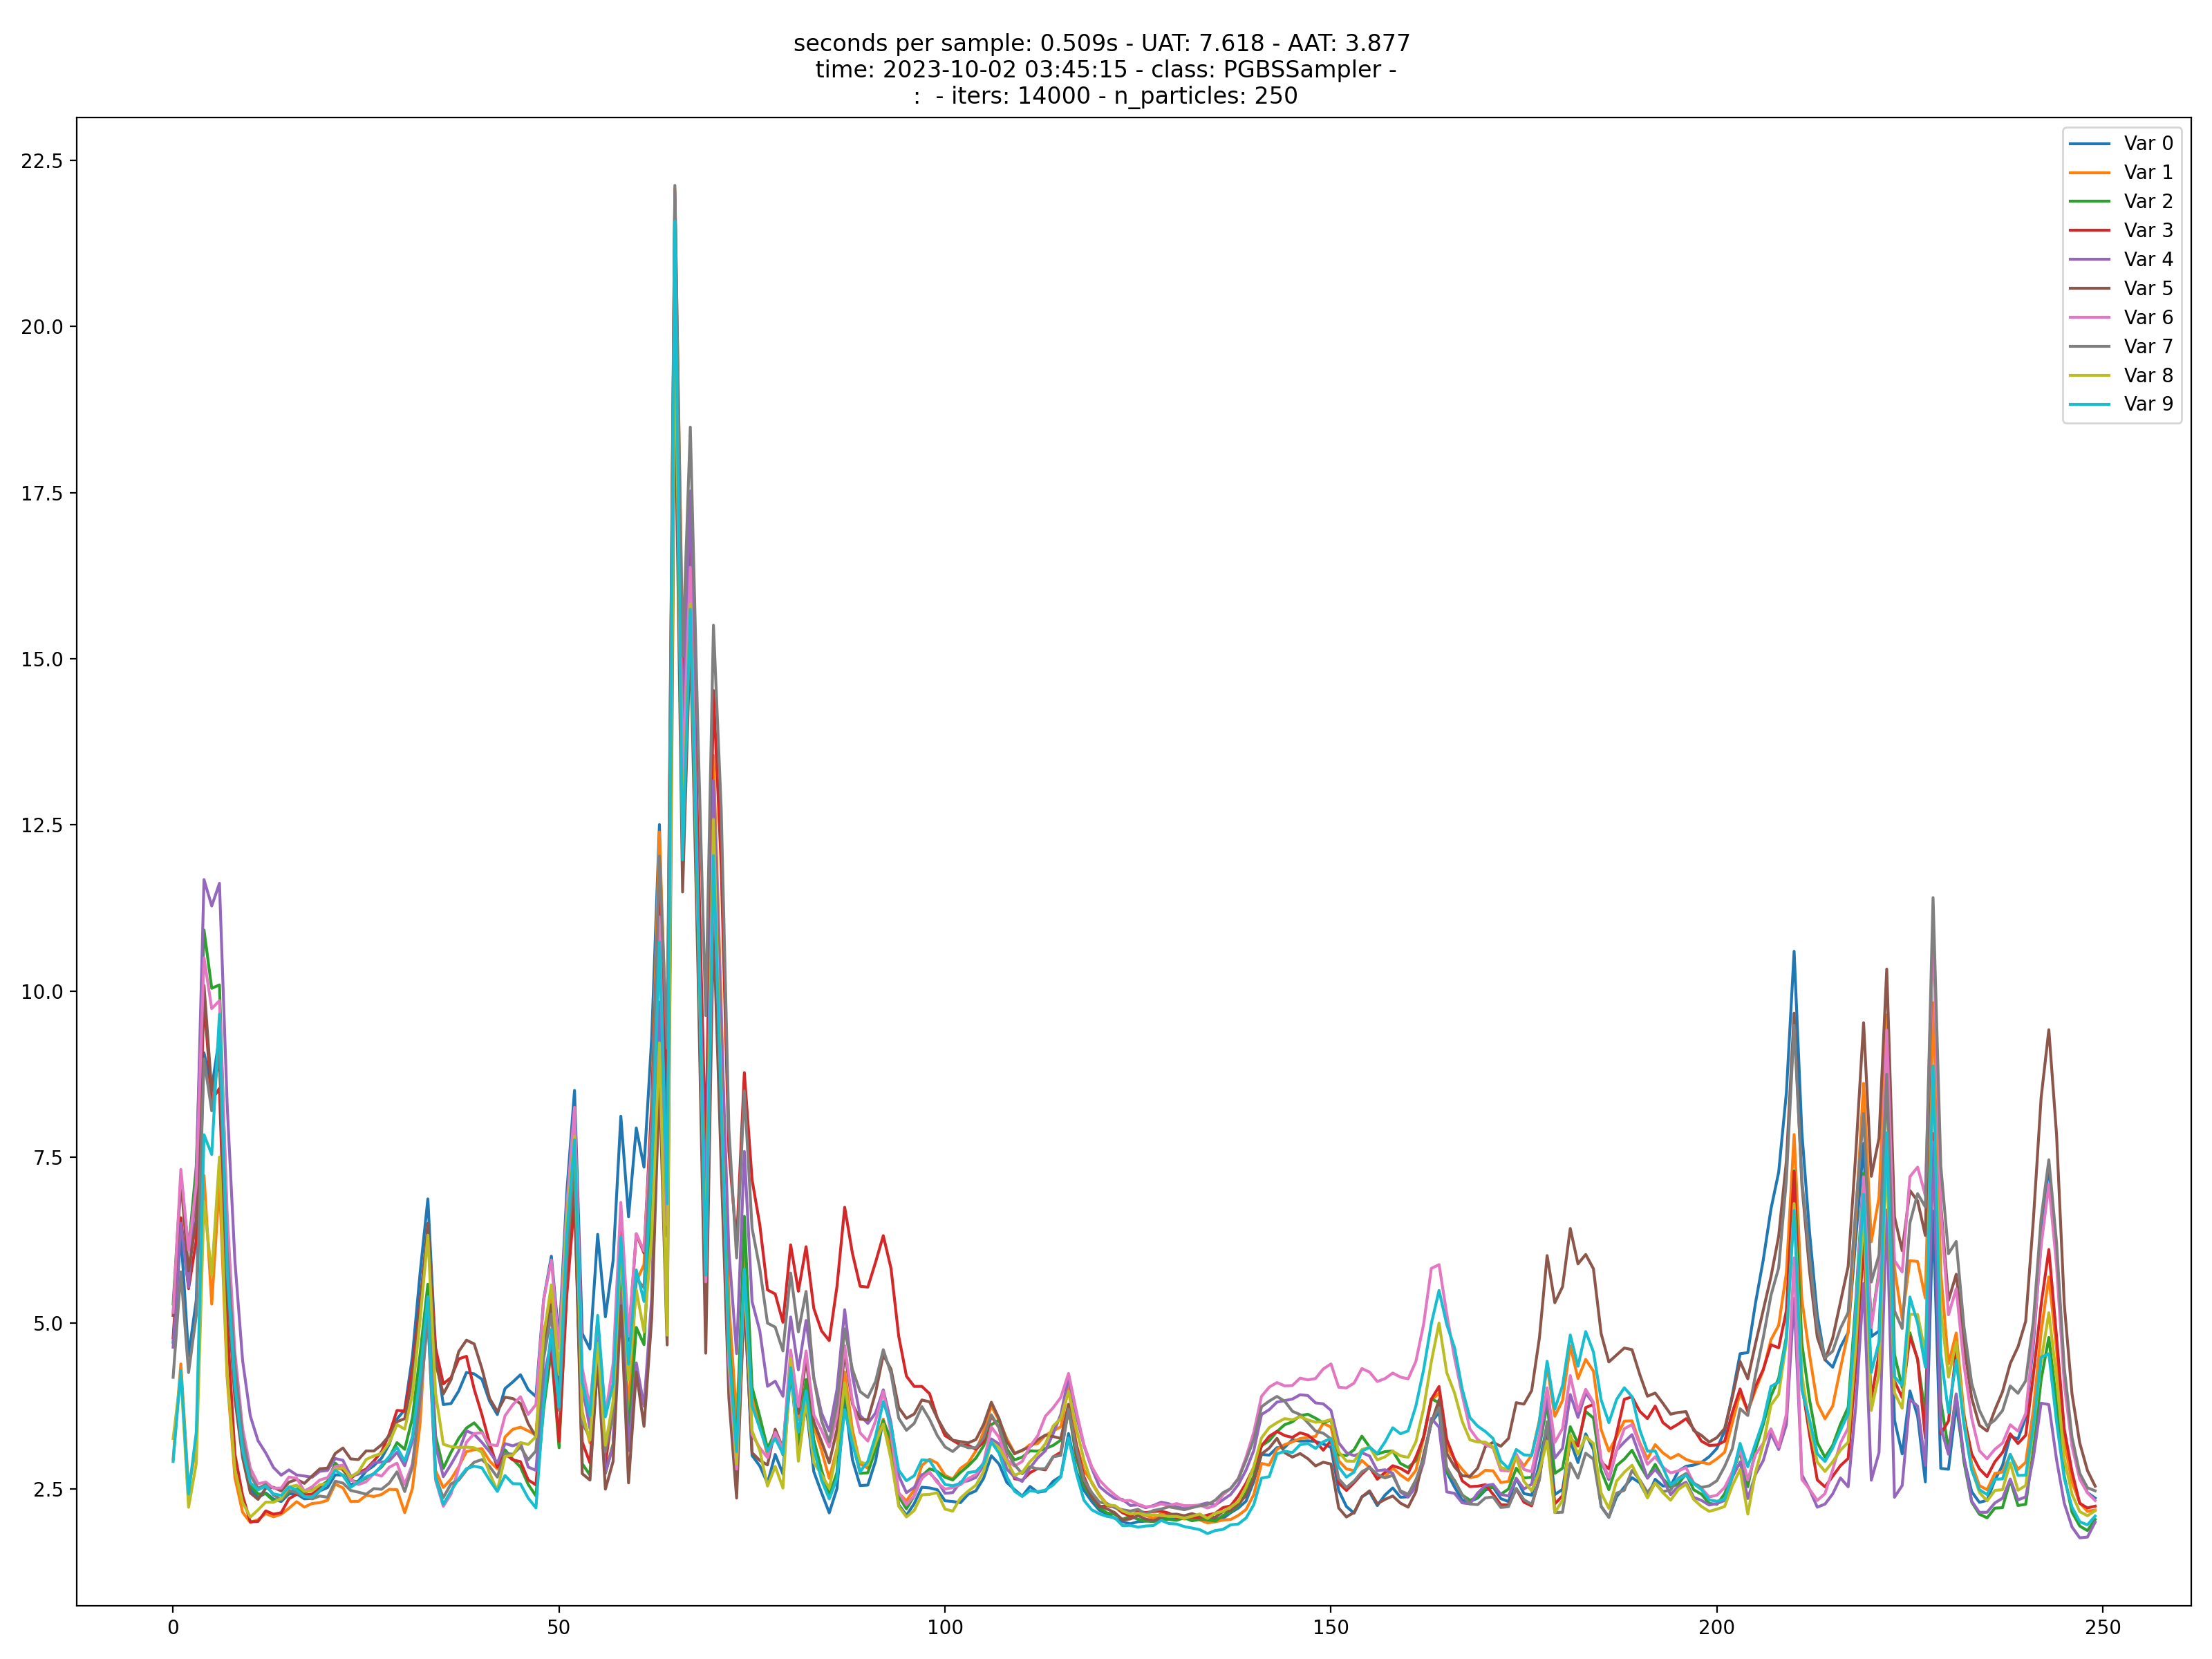 seconds per sample: 0.509s - UAT: 7.618 - AAT: 3.877
time: 2023-10-02 03:45:15 - class: PGBSSampler -
:  - iters: 14000 - n_particles: 250
22.5
20.0
17.5
15.0
12.5
10.0
7.5
5.0
2.5
0
50
100
150
200
250
Var 0
Var 1
Var 2
Var 3
Var 4
Var 5
Var 6
Var 7
Var 8
Var 9